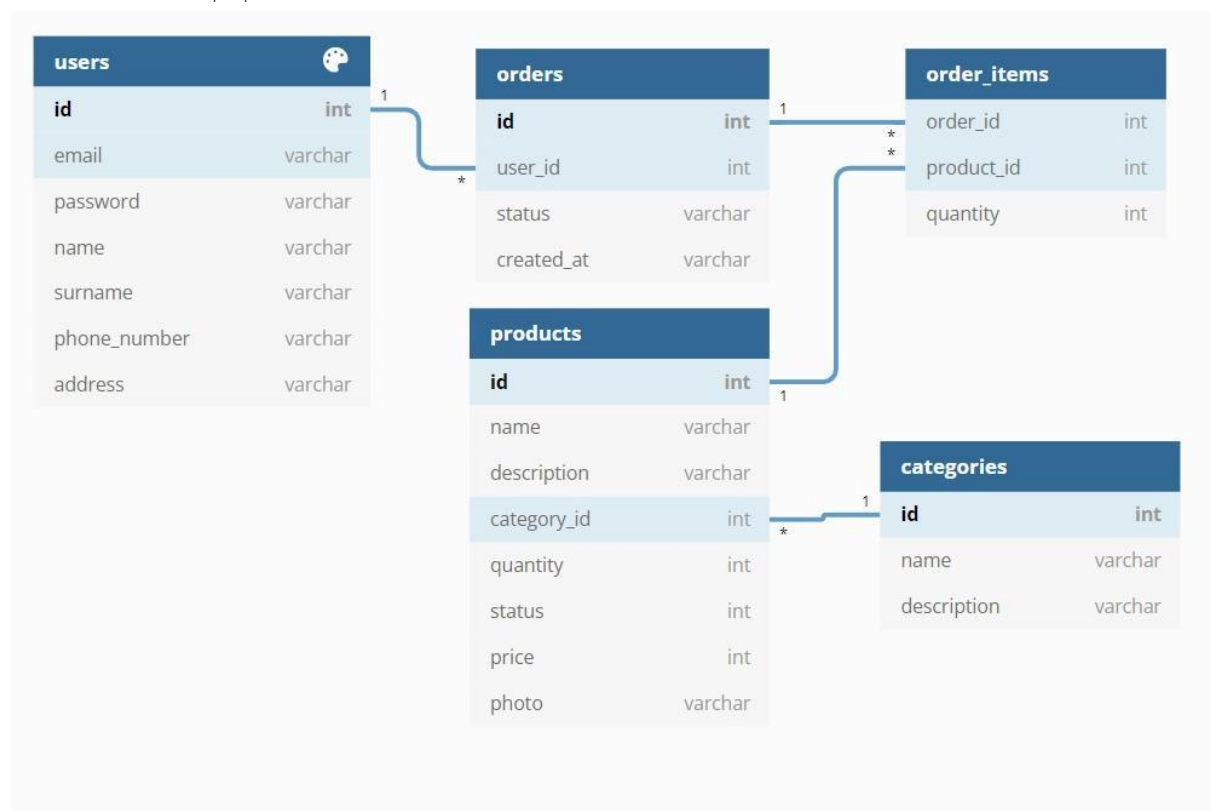 users
id int
email varchar
password varchar
name varchar
surname varchar
phone_number varchar
address varchar
1
*
orders
id int
user_id int
status varchar
created_at varchar
1
*
*
order_items
order_id int
product_id int
quantity int
products
id int
name varchar
description varchar
category_id int
quantity int
status int
price int
photo varchar
1
*
1
categories
id int
name varchar
description varchar